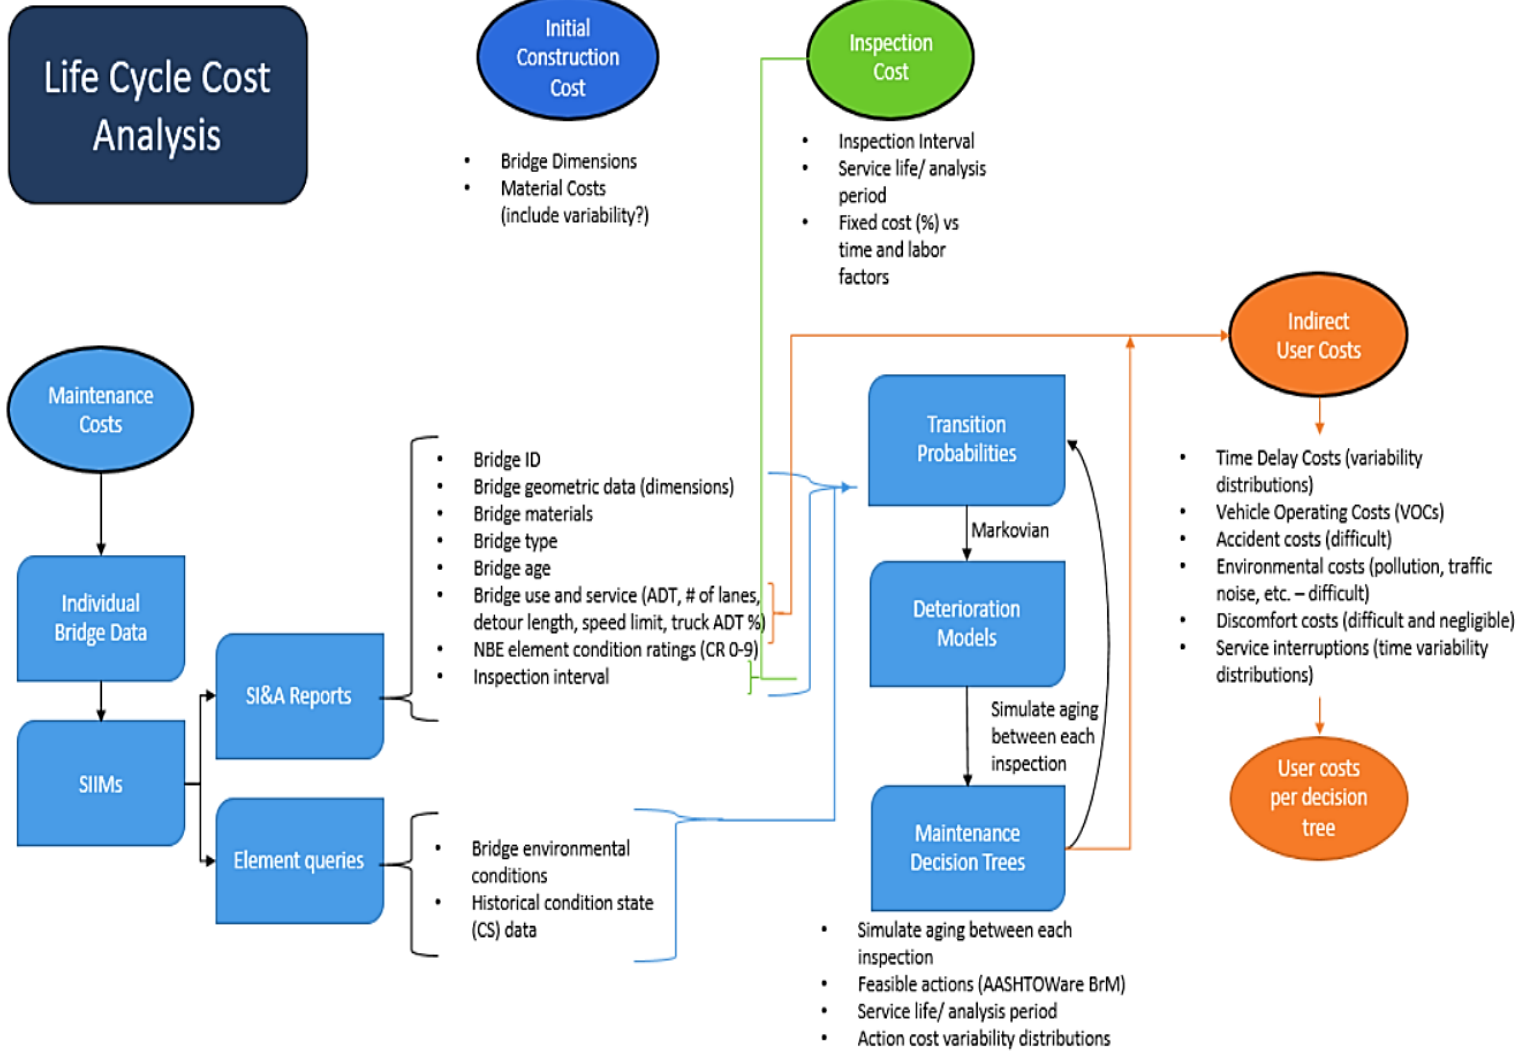 Life Cycle Cost
Analysis
Initial
Construction
Cost
• Bridge Dimensions
• Material Costs
(include variability?)
Inspection
Cost
• Inspection Interval
• Service life/ analysis
period
• Fixed cost (%) vs
time and labor
factors
Indirect
User Costs
• Time Delay Costs (variability
distributions)
• Vehicle Operating Costs (VOCs)
• Accident costs (difficult)
• Environmental costs (pollution, traffic
noise, etc. – difficult)
• Discomfort costs (difficult and negligible)
• Service interruptions (time variability
distributions)
User costs
per decision
tree
Maintenance
Costs
Individual
Bridge Data
SIIMs
SI&A Reports
Element queries
• Bridge ID
• Bridge geometric data (dimensions)
• Bridge materials
• Bridge type
• Bridge age
• Bridge use and service (ADT, # of lanes,
detour length, speed limit, truck ADT %)
• NBE element condition ratings (CR 0-9)
• Inspection interval
• Bridge environmental
conditions
• Historical condition state
(CS) data
Transition
Probabilities
Markovian
Deterioration
Models
Simulate aging
between each
inspection
Maintenance
Decision Trees
• Simulate aging between each
inspection
• Feasible actions (AASHTOWare BrM)
• Service life/ analysis period
• Action cost variability distributions